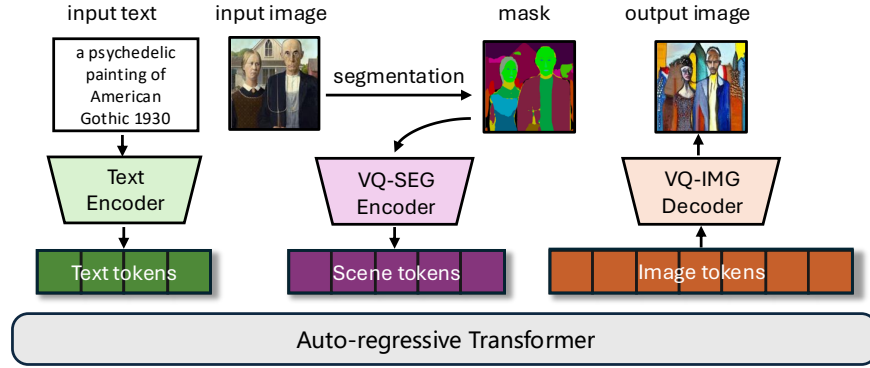 input text
input image
mask
output image
a psychedelic
painting of
American
Gothic 1930
segmentation
Text
Encoder
VQ-SEG
Encoder
VQ-IMG
Decoder
Text tokens
Scene tokens
Image tokens
Auto-regressive Transformer